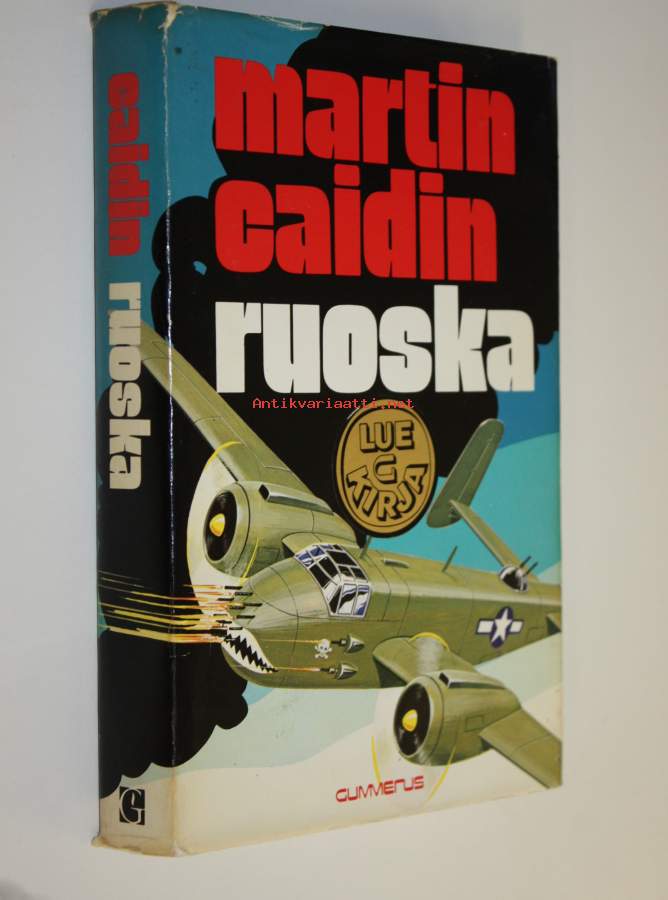 martin
caidin
ruoska
Antikvariaatti.net
LUE
G
KIRJA
GUMMERUS
caidin ruoska
G